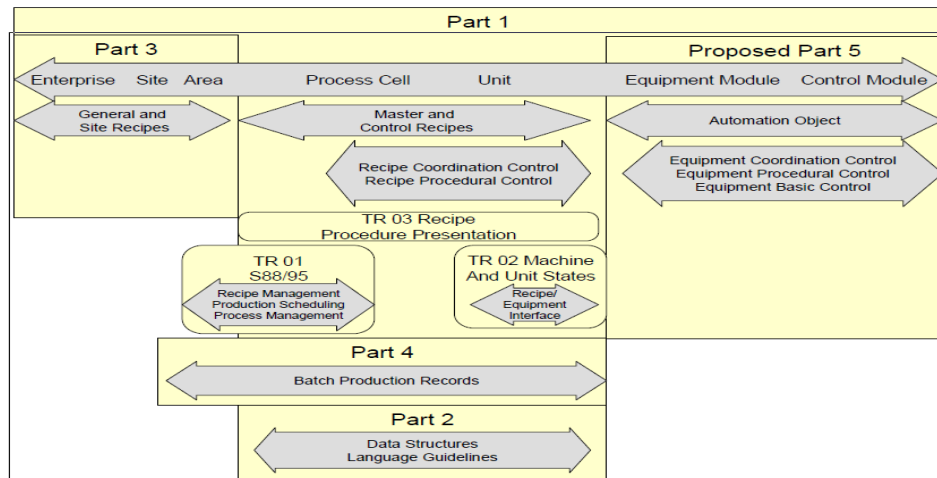 Part 1
Part 3
Proposed Part 5
Enterprise Site Area Process Cell Unit Equipment Module Control Module
General and
Site Recipes
Master and
Control Recipes
Automation Object
Recipe Coordination Control
Recipe Procedural Control
Equipment Coordination Control
Equipment Procedural Control
Equipment Basic Control
TR 03 Recipe
Procedure Presentation
TR 01
S88/95
Recipe Management
Production Scheduling
Process Management
TR 02 Machine
And Unit States
Recipe/
Equipment
Interface
Part 4
Batch Production Records
Part 2
Data Structures
Language Guidelines